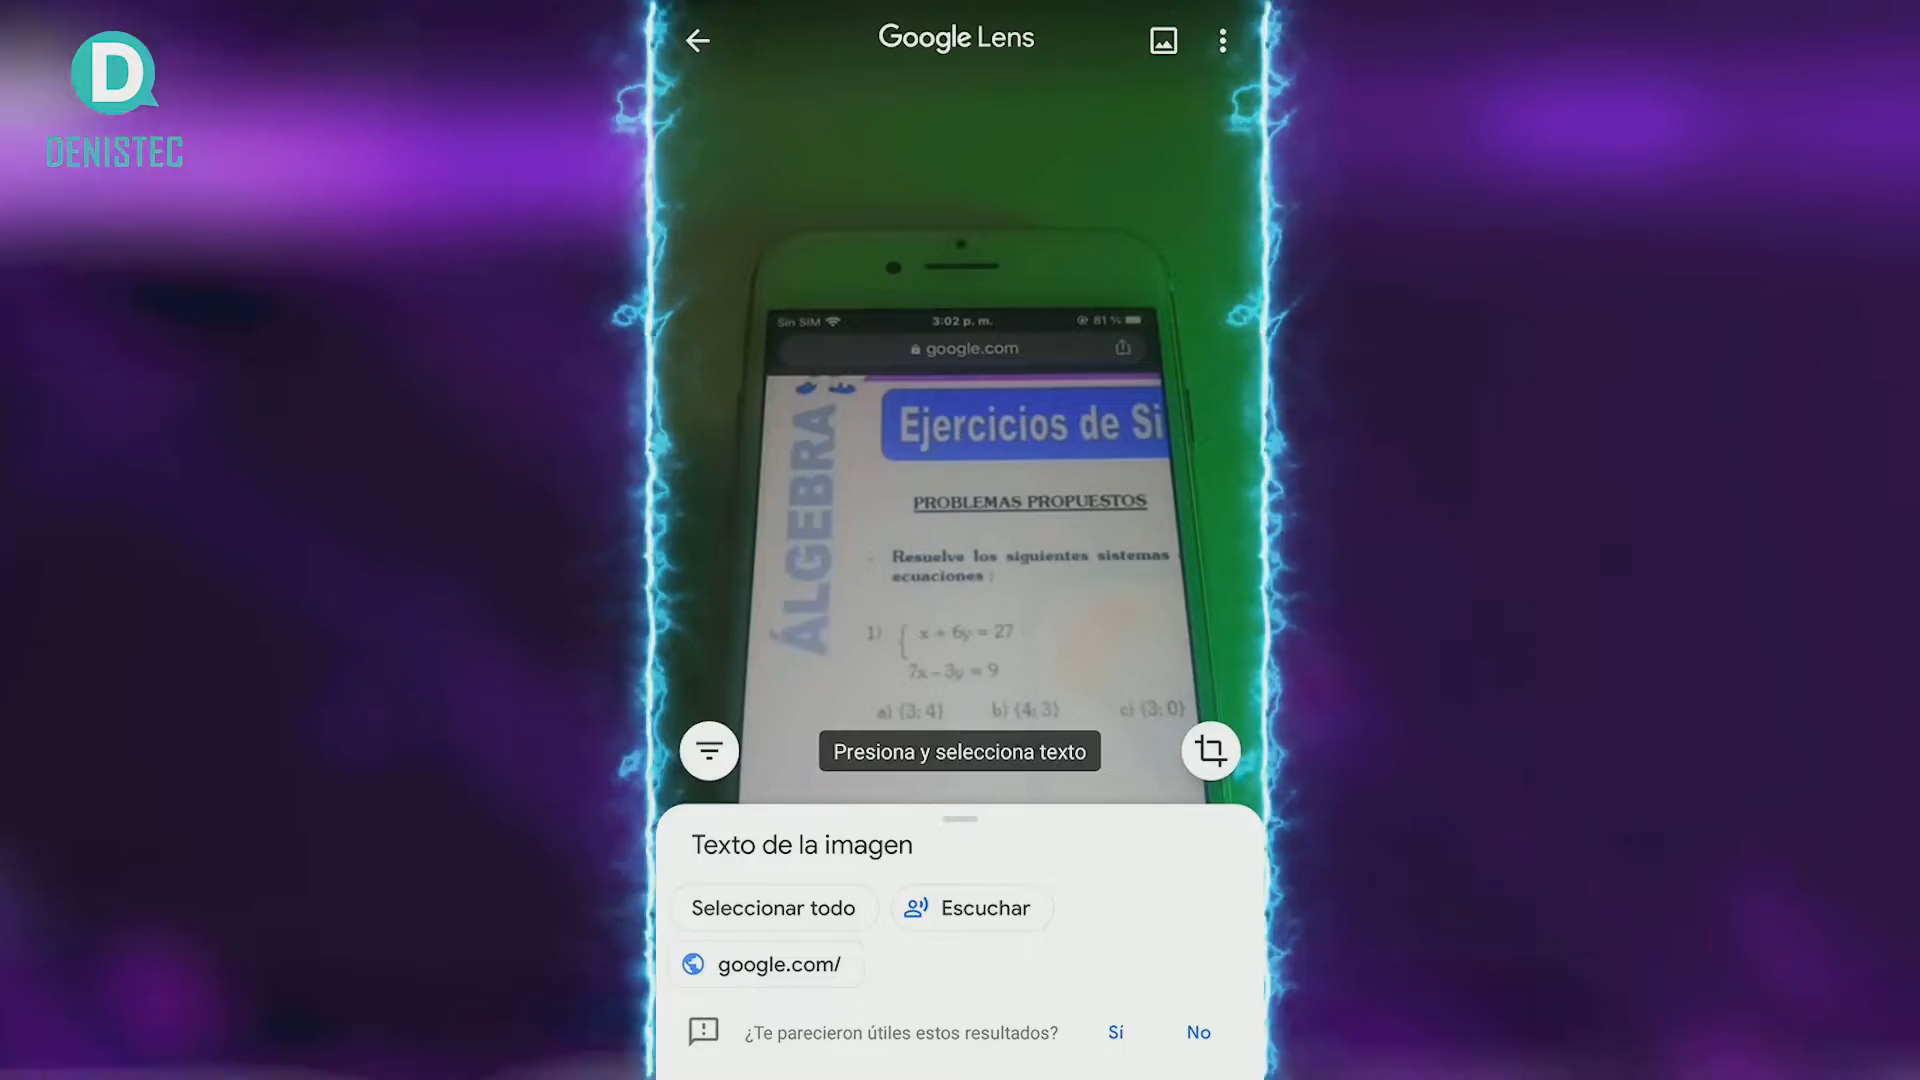 D
DENISTEC
Google Lens
Sin SIM
3:02 p. m.
81 %
google.com
ÁLGEBRA
Ejercicios de Si
PROBLEMAS PROPUESTOS
Resuelve los siguientes sistemas
ecuaciones :
1) { x + 6y = 27
7x - 3y = 9
a) {3; 4} b) {4; 3} c) {3; 0}
Presiona y selecciona texto
Texto de la imagen
Seleccionar todo
Escuchar
google.com/
¿Te parecieron útiles estos resultados? Sí No